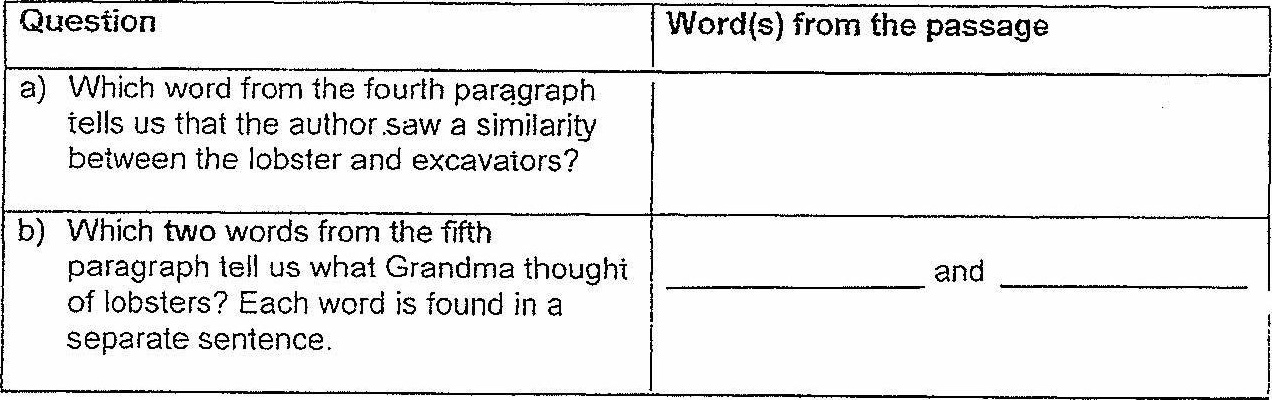 Question
Word(s) from the passage
a) Which word from the fourth paragraph
tells us that the author saw a similarity
between the lobster and excavators?
b) Which two words from the fifth
paragraph tell us what Grandma thought
of lobsters? Each word is found in a
separate sentence.
____________ and ____________